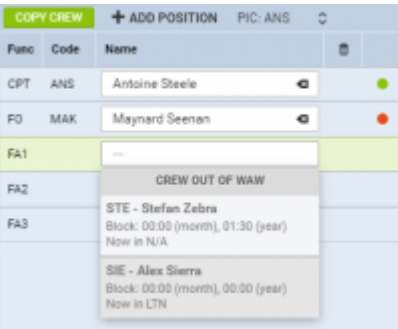 COPY CREW + ADD POSITION PIC: ANS
Func Code Name
CPT ANS Antoine Steele
FO MAK Maynard Seenan
FA1 —
CREW OUT OF WAW
FA2
STE - Stefan Zebra
Block: 00:00 (month), 01:30 (year)
FA3
Now in N/A
SIE - Alex Sierra
Block: 00:00 (month), 00:00 (year)
Now in LTN